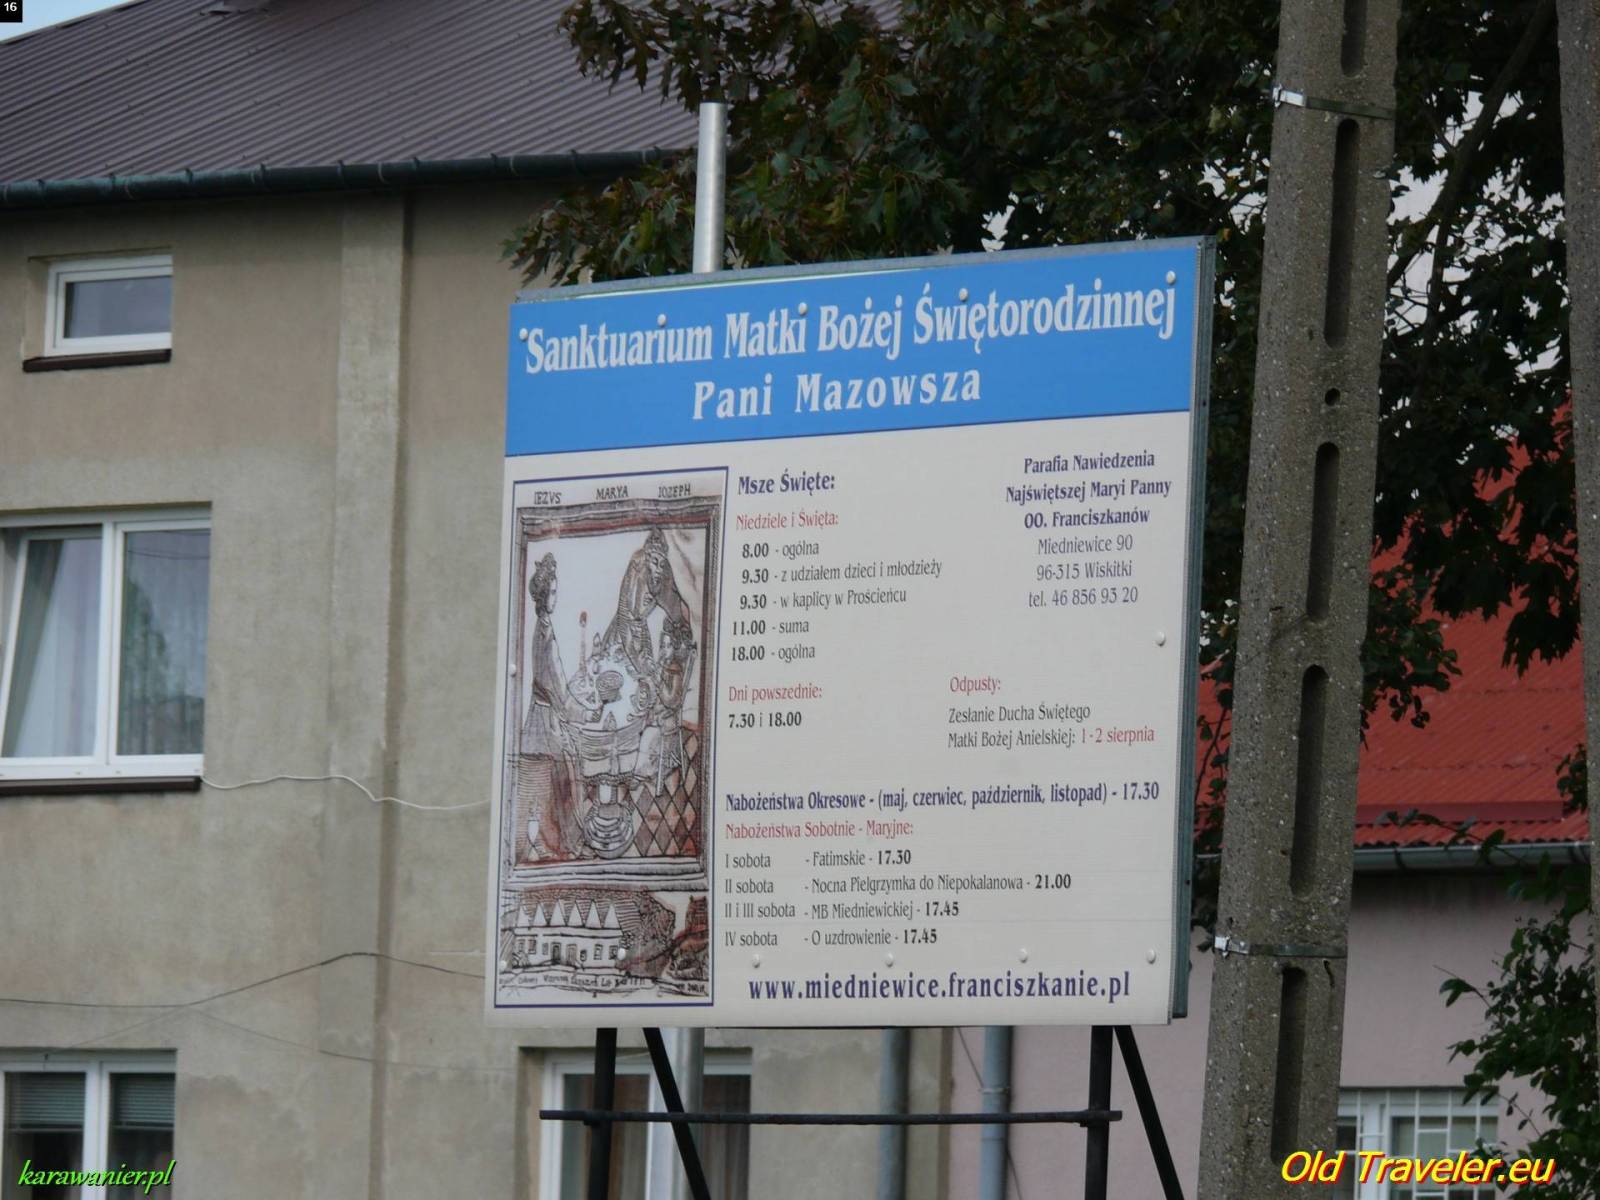 16
Sanktuarium Matki Bożej Świętorodzinnej
Pani Mazowsza
IEZVS MARYA IOZEPH
Msze Święte:
Niedziele i Święta:
8.00 - ogólna
9.30 - z udziałem dzieci i młodzieży
9.30 - w kaplicy w Prościeńcu
11.00 - suma
18.00 - ogólna
Dni powszednie:
7.30 i 18.00
Parafia Nawiedzenia
Najświętszej Maryi Panny
OO. Franciszkanów
Miedniewice 90
96-315 Wiskitki
tel. 46 856 93 20
Odpusty:
Zesłanie Ducha Świętego
Matki Bożej Anielskiej: 1-2 sierpnia
Nabożeństwa Okresowe - (maj, czerwiec, październik, listopad) - 17.30
Nabożeństwa Sobotnie - Maryjne:
I sobota - Fatimskie - 17.30
II sobota - Nocna Pielgrzymka do Niepokalanowa - 21.00
II i III sobota - MB Miedniewickiej - 17.45
IV sobota - O uzdrowienie - 17.45
www.miedniewice.franciszkanie.pl
karawanier.pl
Old Traveler.eu